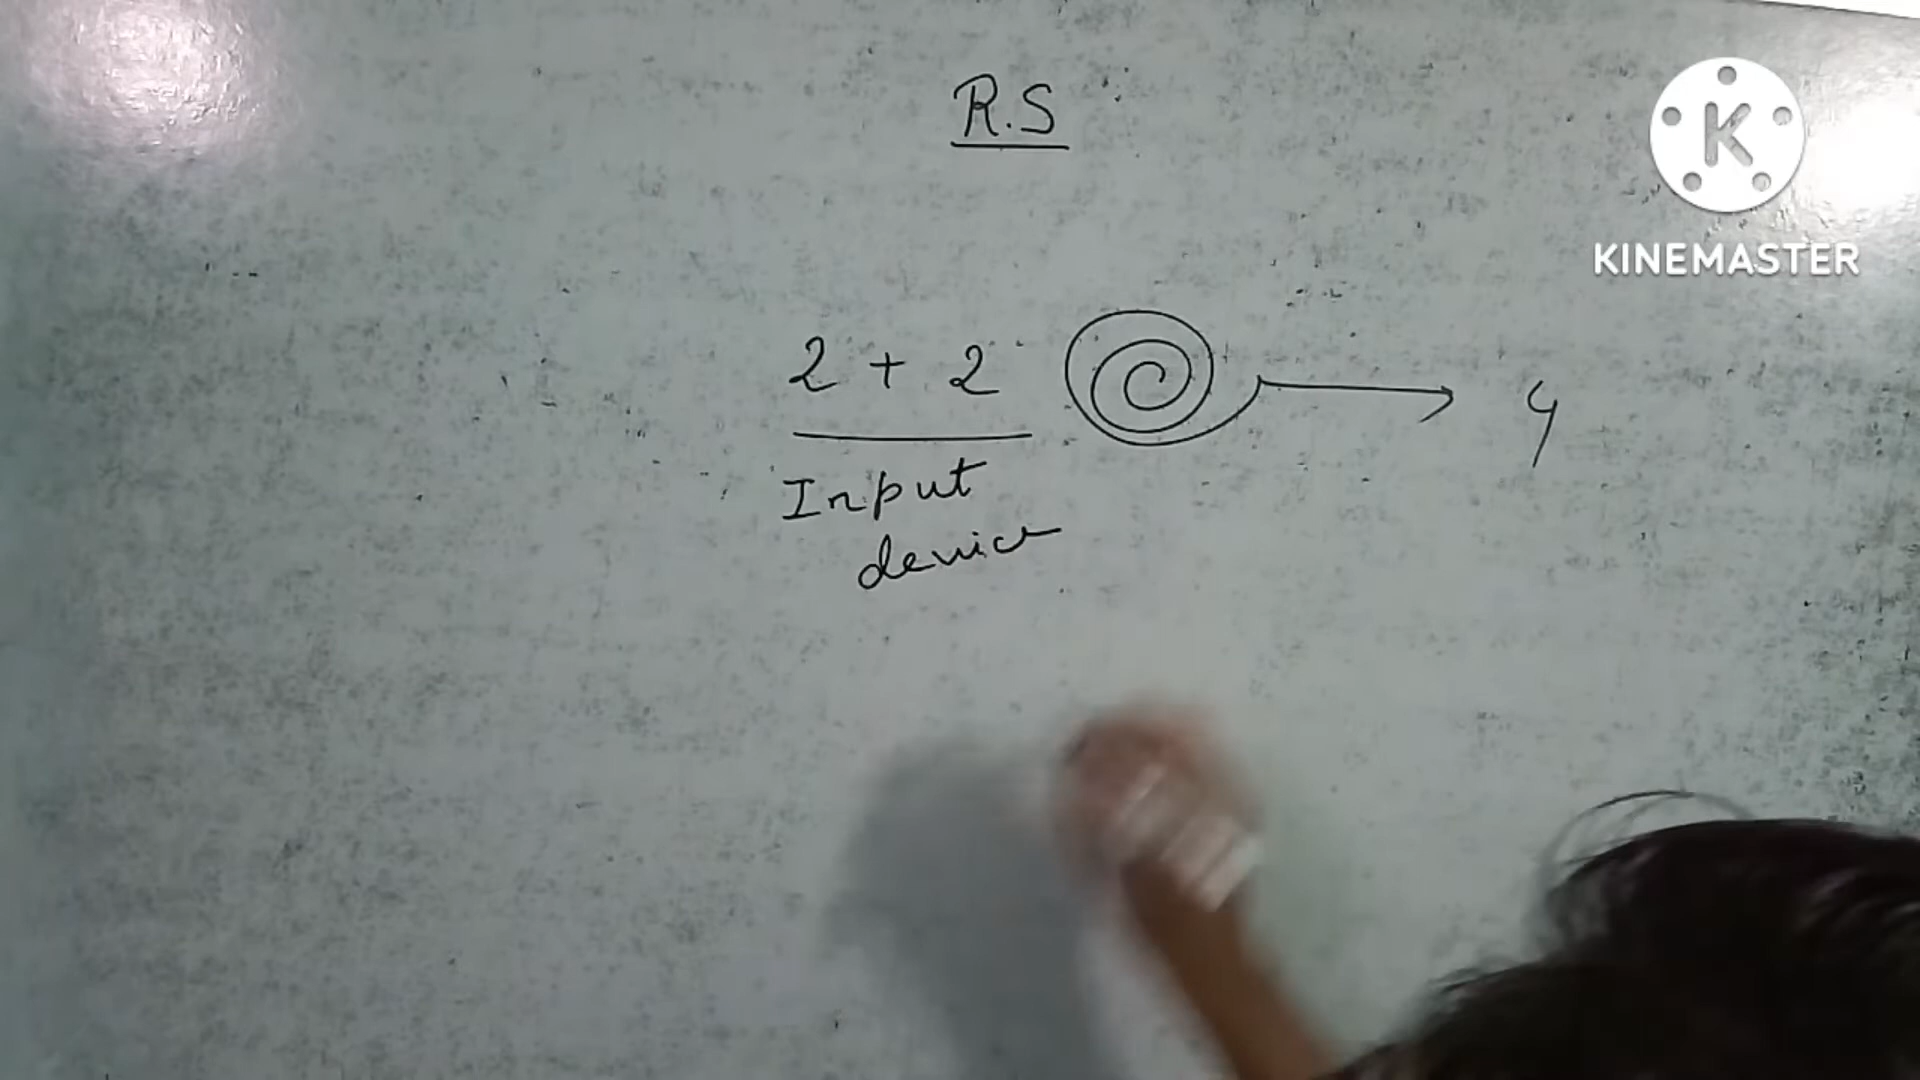 R.S
K
KINEMASTER
2 + 2 → 4
Input
device